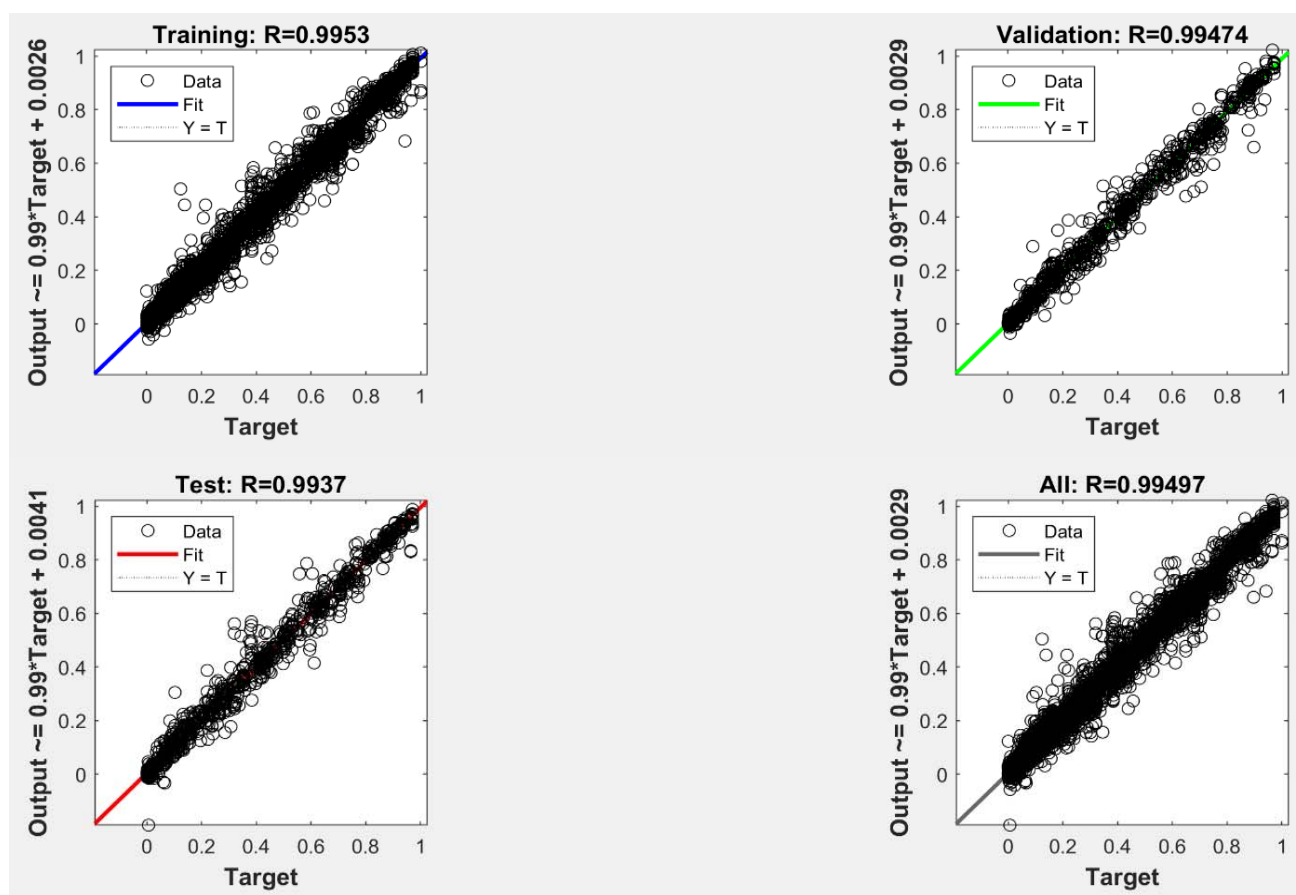 Training: R=0.9953
Output ~= 0.99*Target + 0.0026
1
0.8
0.6
0.4
0.2
0
Data
Fit
Y = T
0 0.2 0.4 0.6 0.8 1
Target
Validation: R=0.99474
Output ~= 0.99*Target + 0.0029
1
0.8
0.6
0.4
0.2
0
Data
Fit
Y = T
0 0.2 0.4 0.6 0.8 1
Target
Test: R=0.9937
Output ~= 0.99*Target + 0.0041
1
0.8
0.6
0.4
0.2
0
Data
Fit
Y = T
0 0.2 0.4 0.6 0.8 1
Target
All: R=0.99497
Output ~= 0.99*Target + 0.0029
1
0.8
0.6
0.4
0.2
0
Data
Fit
Y = T
0 0.2 0.4 0.6 0.8 1
Target